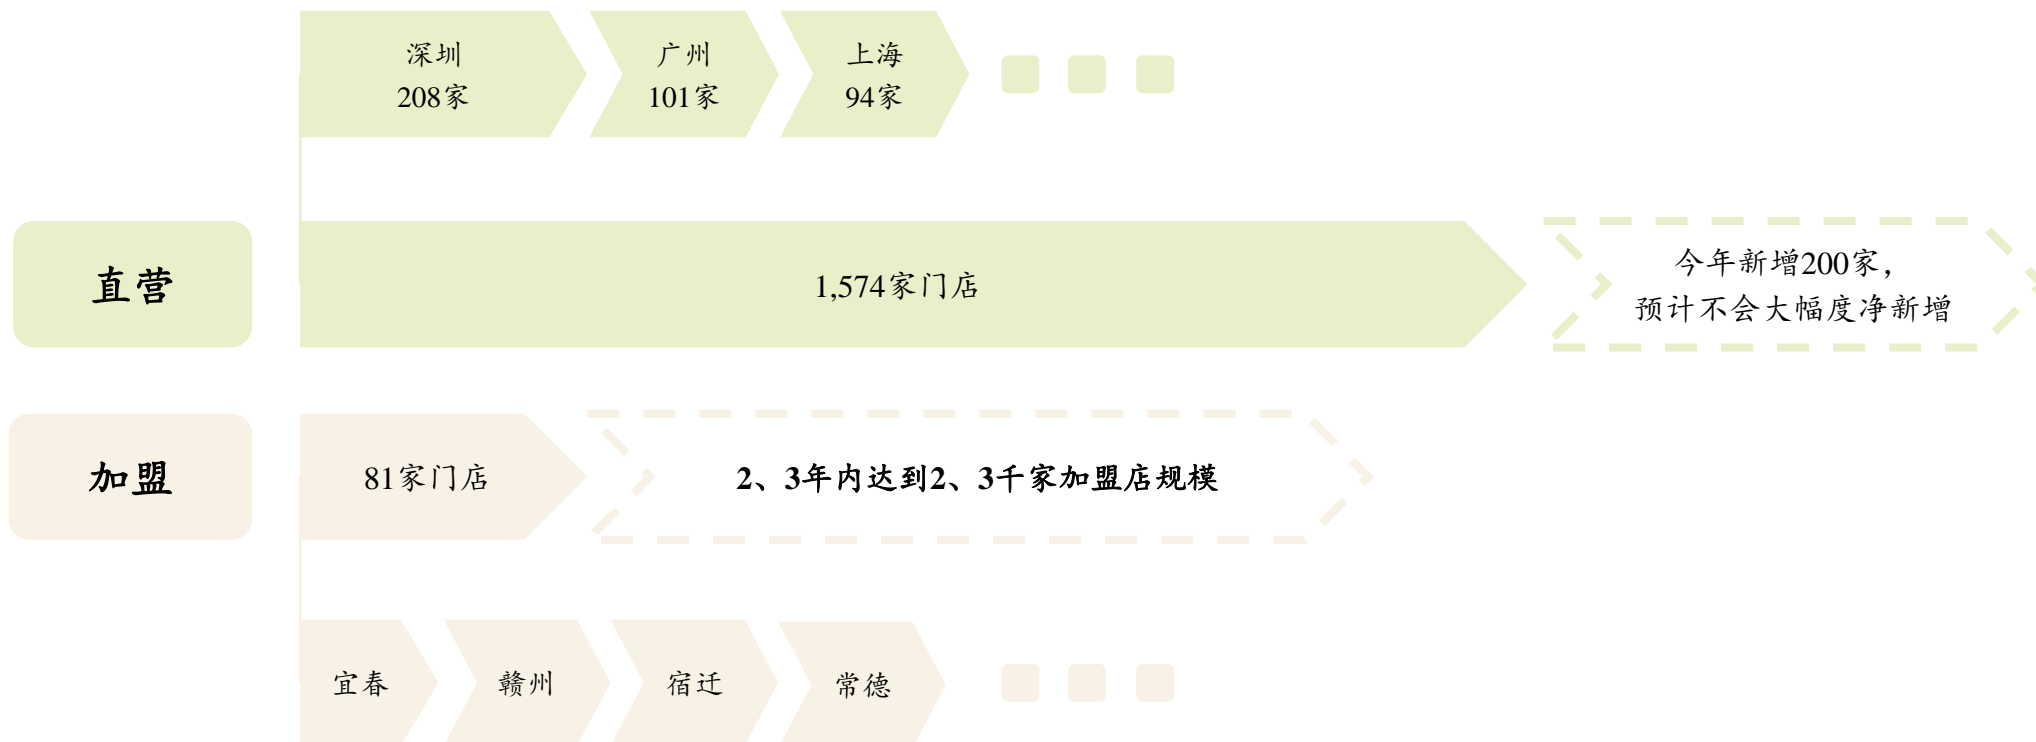 深圳
208家
广州
101家
上海
94家
直营
1,574家门店
今年新增200家，
预计不会大幅度净新增
加盟
81家门店
2、3年内达到2、3千家加盟店规模
宜春
赣州
宿迁
常德